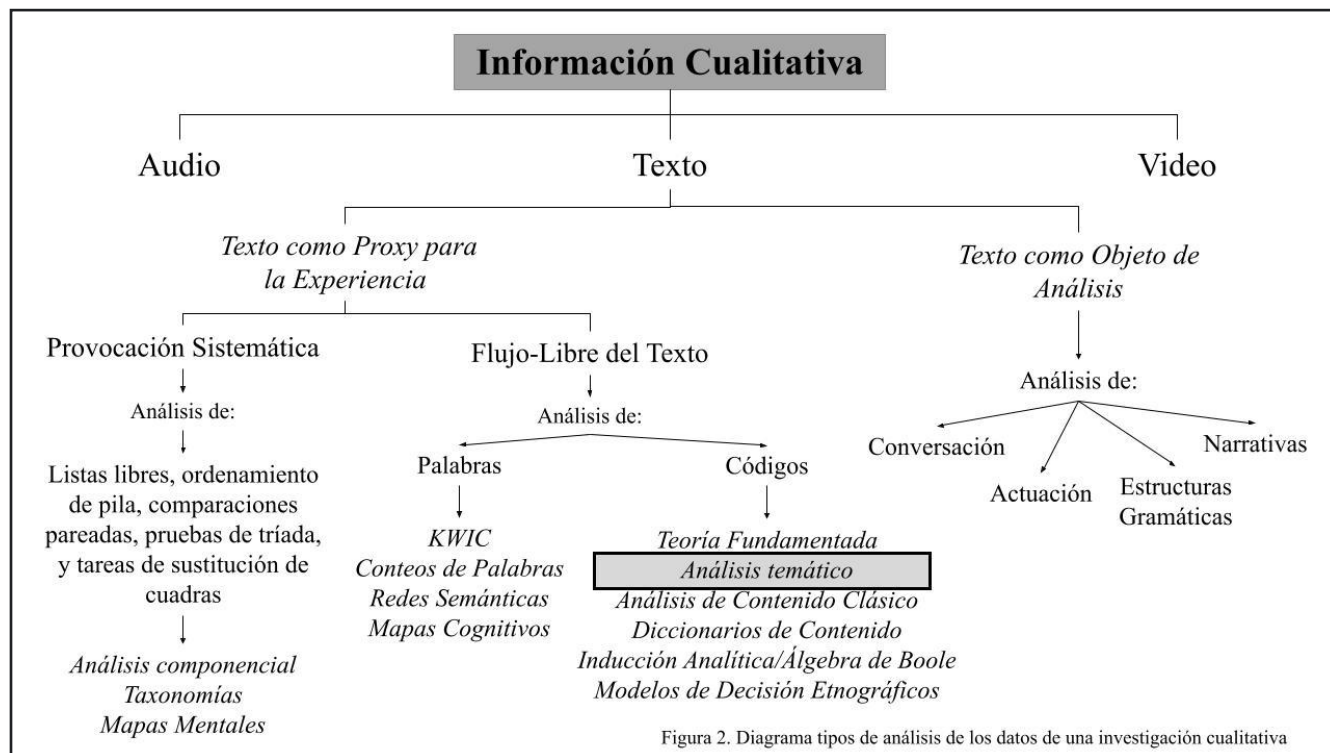 Información Cualitativa
Audio
Texto
Video
Texto como Proxy para
la Experiencia
Texto como Objeto de
Análisis
Provocación Sistemática
Flujo-Libre del Texto
Análisis de:
Análisis de:
Análisis de:
Listas libres, ordenamiento
de pila, comparaciones
pareadas, pruebas de tríada,
y tareas de sustitución de
cuadras
Análisis componencial
Taxonomías
Mapas Mentales
Palabras
KWIC
Conteos de Palabras
Redes Semánticas
Mapas Cognitivos
Códigos
Teoría Fundamentada
Análisis temático
Análisis de Contenido Clásico
Diccionarios de Contenido
Inducción Analítica/Álgebra de Boole
Modelos de Decisión Etnográficos
Conversación
Actuación
Estructuras
Gramáticas
Narrativas
Figura 2. Diagrama tipos de análisis de los datos de una investigación cualitativa